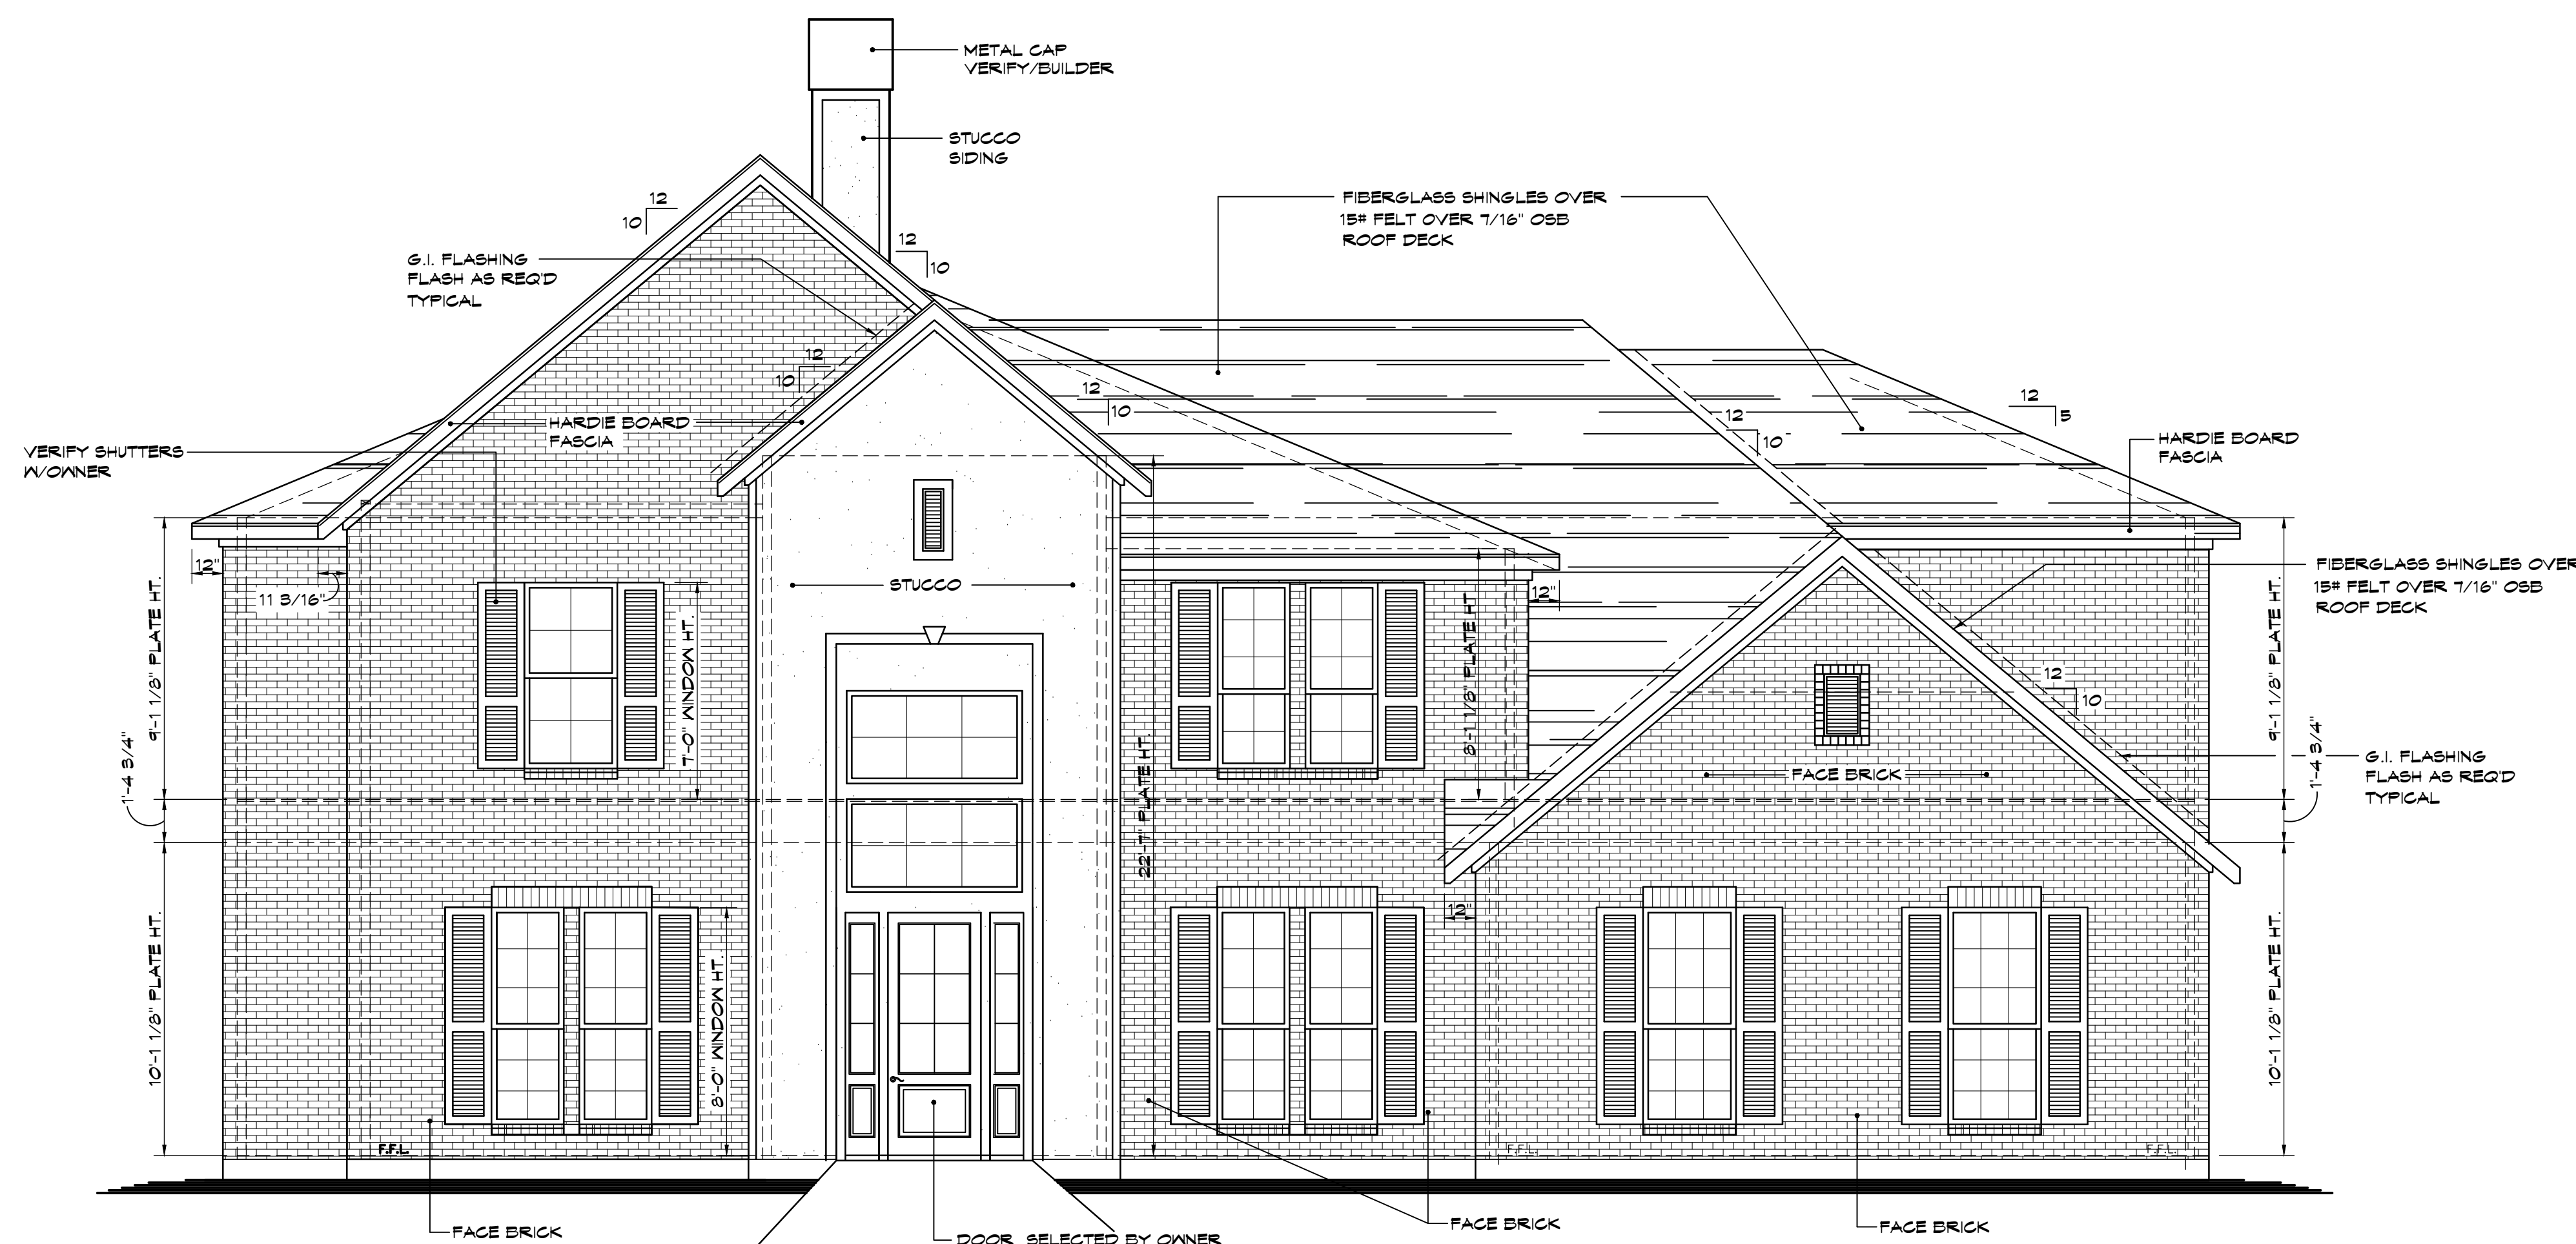 METAL CAP
VERIFY/BUILDER
STUCCO
SIDING
12
10
12
10
FIBERGLASS SHINGLES OVER
15# FELT OVER 7/16" OSB
ROOF DECK
G.I. FLASHING
FLASH AS REQ'D
TYPICAL
12
10
12
10
12
10
12
5
HARDIE BOARD
FASCIA
VERIFY SHUTTERS
W/OWNER
HARDIE BOARD
FASCIA
12"
11 3/16"
STUCCO
12"
FIBERGLASS SHINGLES OVER
15# FELT OVER 7/16" OSB
ROOF DECK
9'-1 1/8" PLATE HT.
7'-0" WINDOW HT.
8'-1 1/8" PLATE HT
9'-1 1/8" PLATE HT.
12
10
1'-4 3/4"
22'-7" PLATE HT.
FACE BRICK
1'-4 3/4"
G.I. FLASHING
FLASH AS REQ'D
TYPICAL
10'-1 1/8" PLATE HT.
8'-0" WINDOW HT.
12"
10'-1 1/8" PLATE HT.
F.F.L.
F.F.L.
F.F.L.
FACE BRICK
DOOR SELECTED BY OWNER
FACE BRICK
FACE BRICK